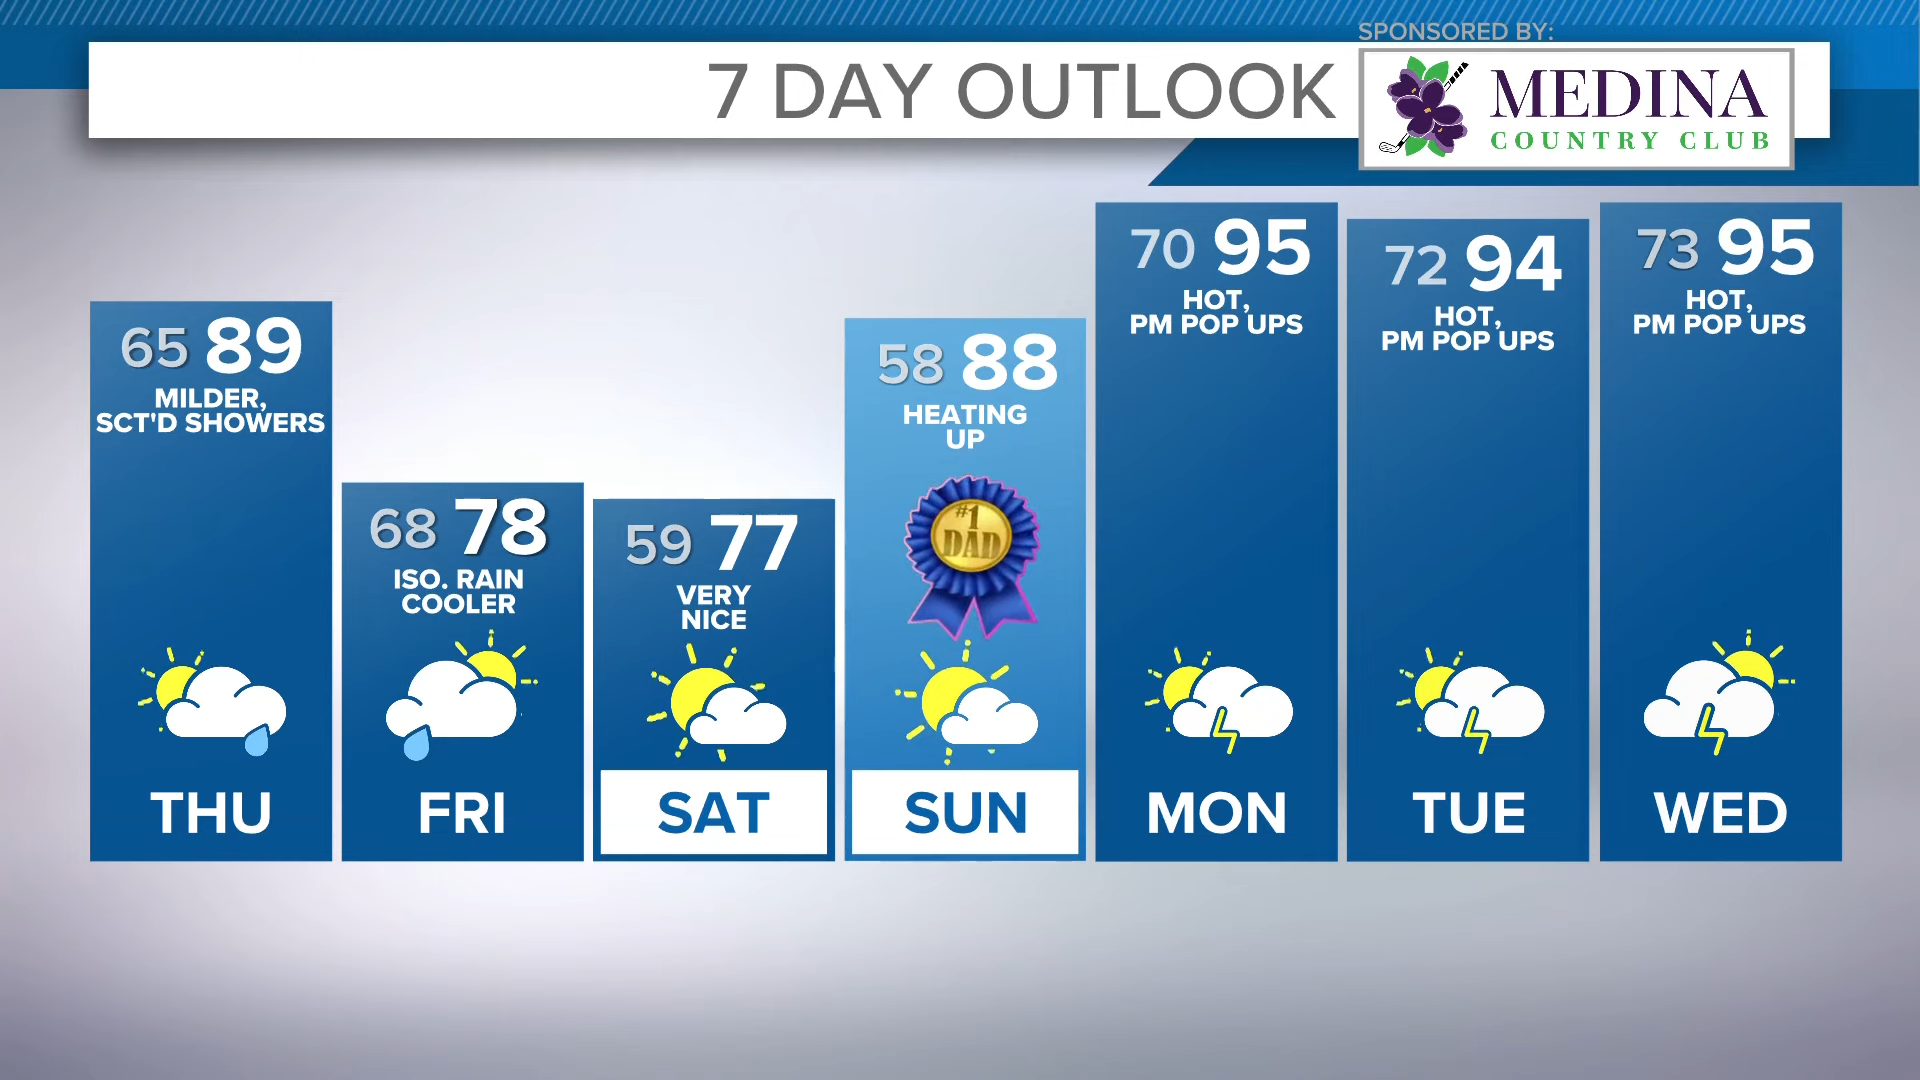 SPONSORED BY:
7 DAY OUTLOOK
MEDINA
COUNTRY CLUB
65 89
MILDER,
SCT'D SHOWERS
THU
68 78
ISO. RAIN
COOLER
FRI
59 77
VERY
NICE
SAT
58 88
HEATING
UP
#1
DAD
SUN
70 95
HOT,
PM POP UPS
MON
72 94
HOT,
PM POP UPS
TUE
73 95
HOT,
PM POP UPS
WED